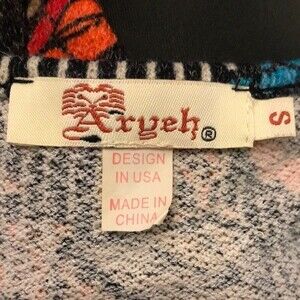 Aryeh®
S
DESIGN
IN USA
MADE IN
CHINA